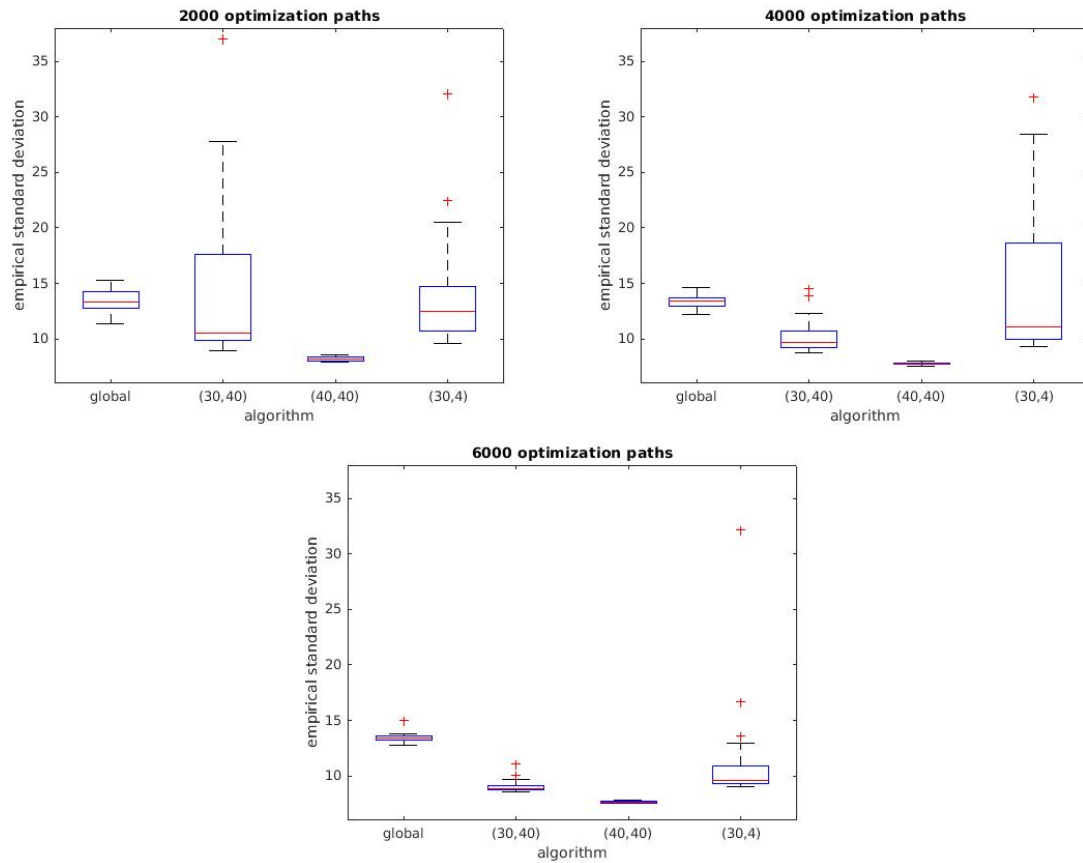 2000 optimization paths
35
30
25
20
15
10
empirical standard deviation
global (30,40) (40,40) (30,4)
algorithm
4000 optimization paths
35
30
25
20
15
10
empirical standard deviation
global (30,40) (40,40) (30,4)
algorithm
6000 optimization paths
35
30
25
20
15
10
empirical standard deviation
global (30,40) (40,40) (30,4)
algorithm